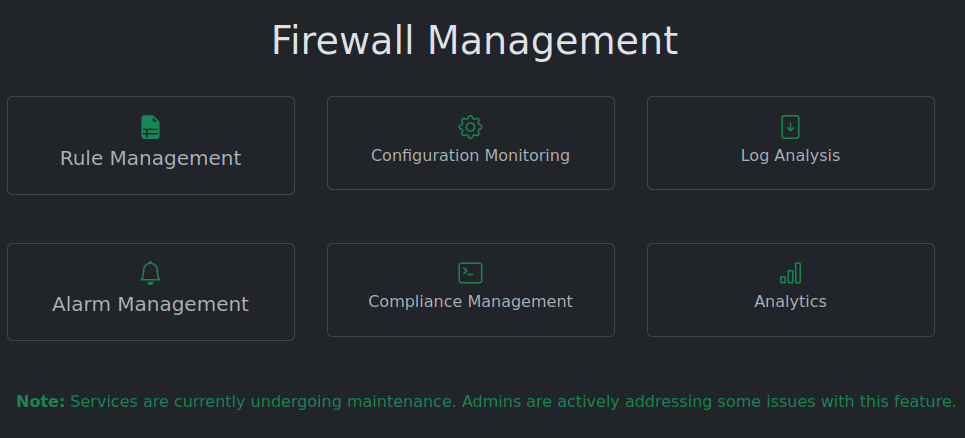 Firewall Management
Rule Management
Configuration Monitoring
Log Analysis
Alarm Management
Compliance Management
Analytics
Note: Services are currently undergoing maintenance. Admins are actively addressing some issues with this feature.